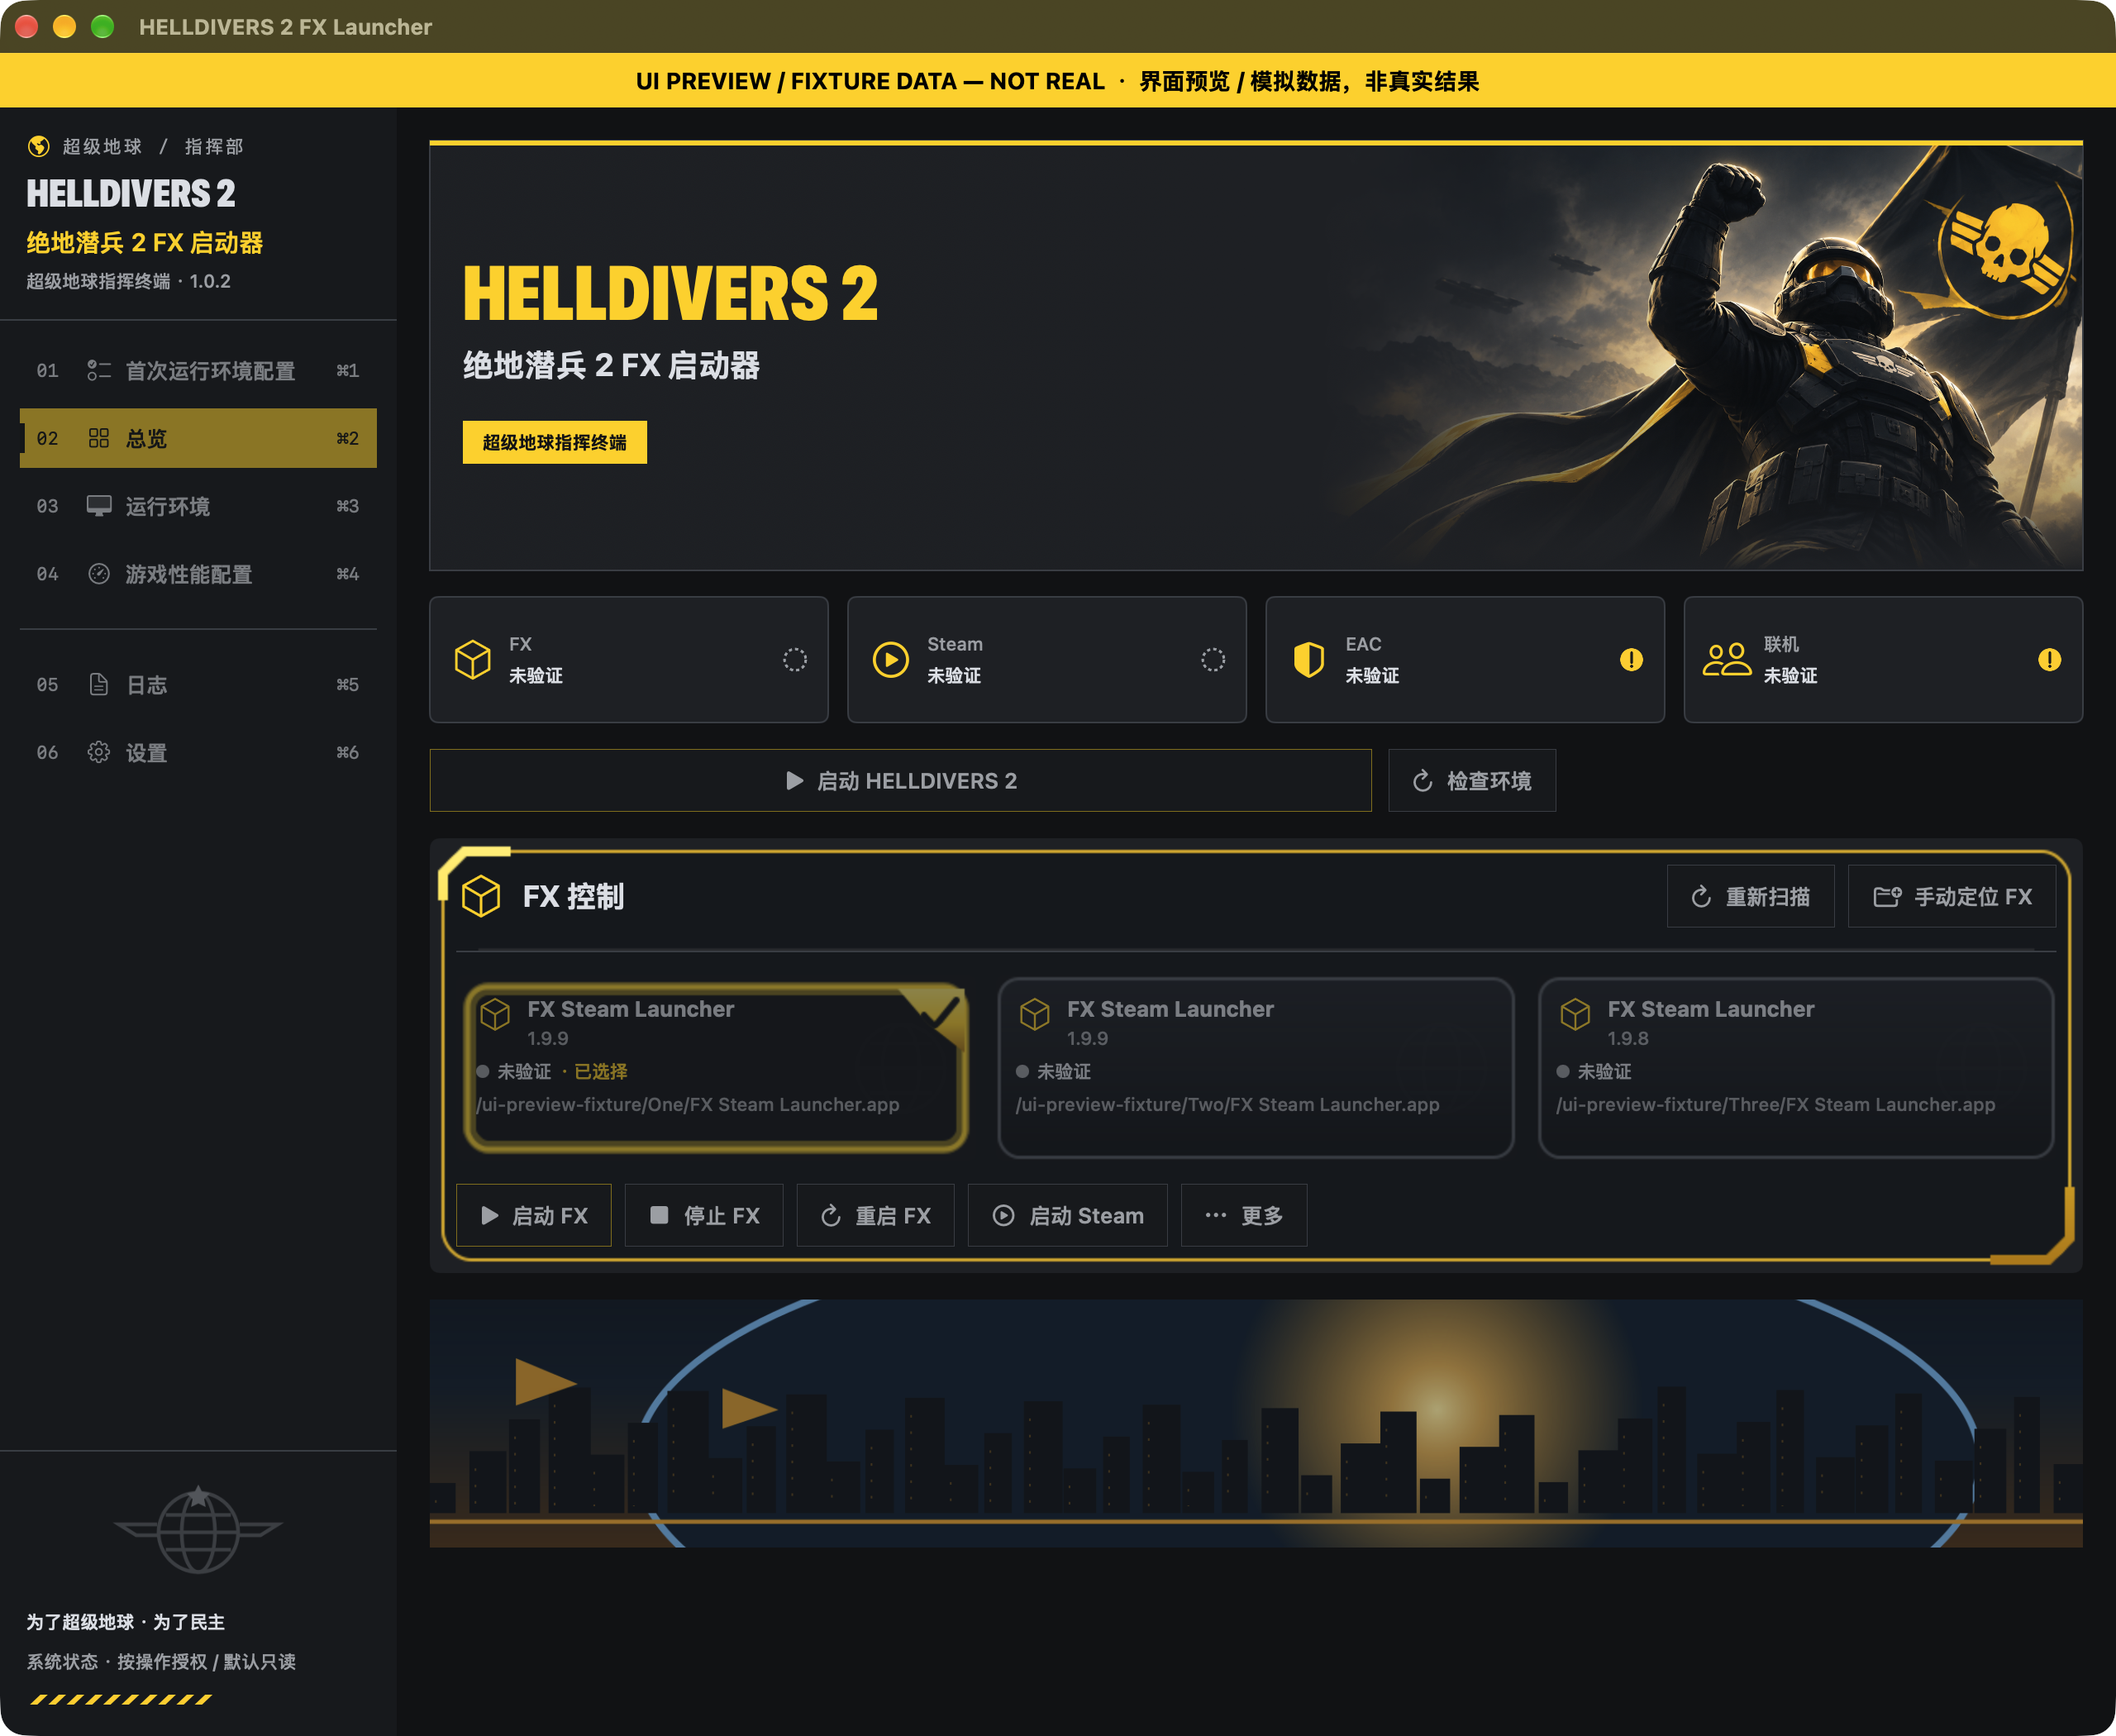 HELLDIVERS 2 FX Launcher
UI PREVIEW / FIXTURE DATA — NOT REAL · 界面预览 / 模拟数据，非真实结果
超级地球 / 指挥部
HELLDIVERS 2
绝地潜兵 2 FX 启动器
超级地球指挥终端 · 1.0.2
01 首次运行环境配置 ⌘1
02 总览 ⌘2
03 运行环境 ⌘3
04 游戏性能配置 ⌘4
05 日志 ⌘5
06 设置 ⌘6
为了超级地球 · 为了民主
系统状态 · 按操作授权 / 默认只读
HELLDIVERS 2
绝地潜兵 2 FX 启动器
超级地球指挥终端
FX
未验证
Steam
未验证
EAC
未验证
联机
未验证
启动 HELLDIVERS 2
检查环境
FX 控制
重新扫描
手动定位 FX
FX Steam Launcher
1.9.9
未验证 · 已选择
/ui-preview-fixture/One/FX Steam Launcher.app
FX Steam Launcher
1.9.9
未验证
/ui-preview-fixture/Two/FX Steam Launcher.app
FX Steam Launcher
1.9.8
未验证
/ui-preview-fixture/Three/FX Steam Launcher.app
启动 FX
停止 FX
重启 FX
启动 Steam
更多